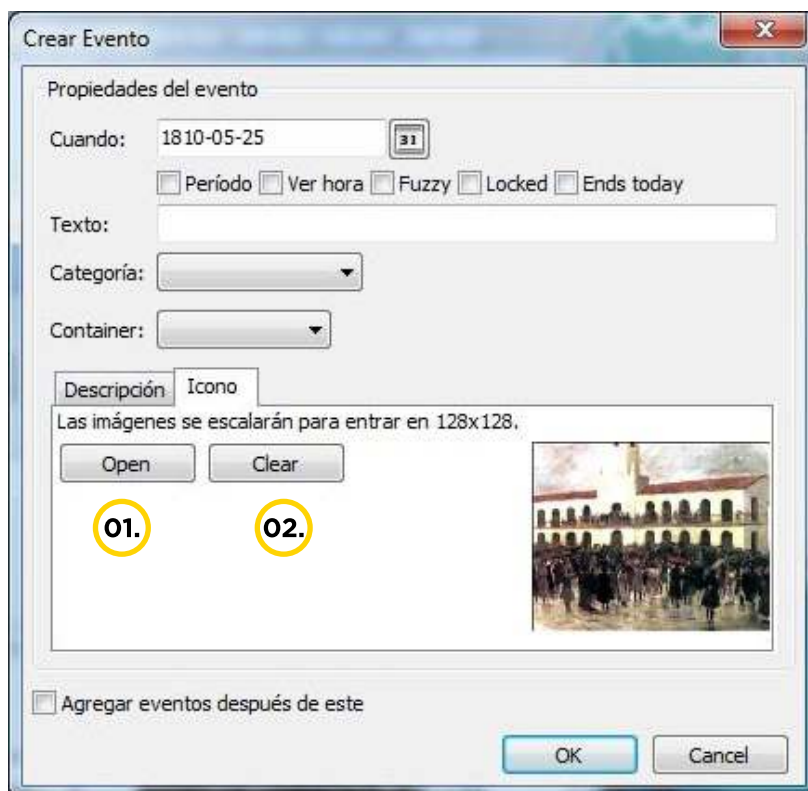 Crear Evento
Propiedades del evento
Cuando: 1810-05-25 31
Período Ver hora Fuzzy Locked Ends today
Texto:
Categoría:
Container:
Descripción Icono
Las imágenes se escalarán para entrar en 128x128.
Open Clear
01. 02.
Agregar eventos después de este
OK Cancel